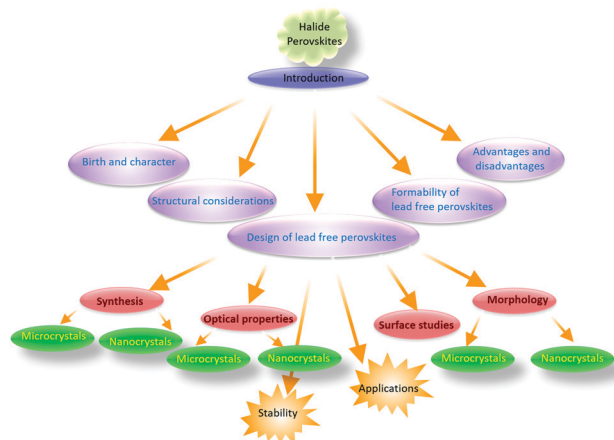 Halide
Perovskites
Introduction
Birth and character
Advantages and
disadvantages
Structural considerations
Formability of
lead free perovskites
Design of lead free perovskites
Synthesis
Optical properties
Surface studies
Morphology
Microcrystals
Nanocrystals
Microcrystals
Nanocrystals
Microcrystals
Nanocrystals
Stability
Applications